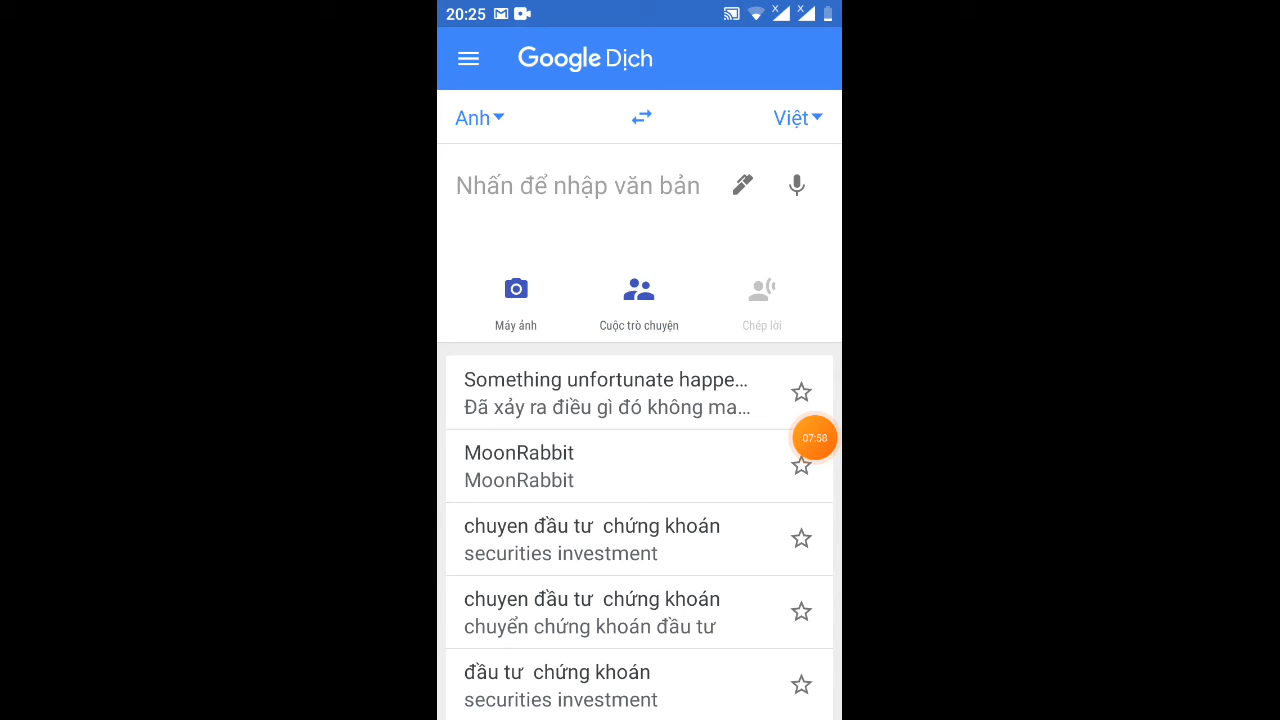 20:25
Google Dịch
Anh
Việt
Nhấn để nhập văn bản
Máy ảnh
Cuộc trò chuyện
Chép lời
Something unfortunate happe...
Đã xảy ra điều gì đó không ma...
07:58
MoonRabbit
MoonRabbit
chuyen đầu tư chứng khoán
securities investment
chuyen đầu tư chứng khoán
chuyển chứng khoán đầu tư
đầu tư chứng khoán
securities investment